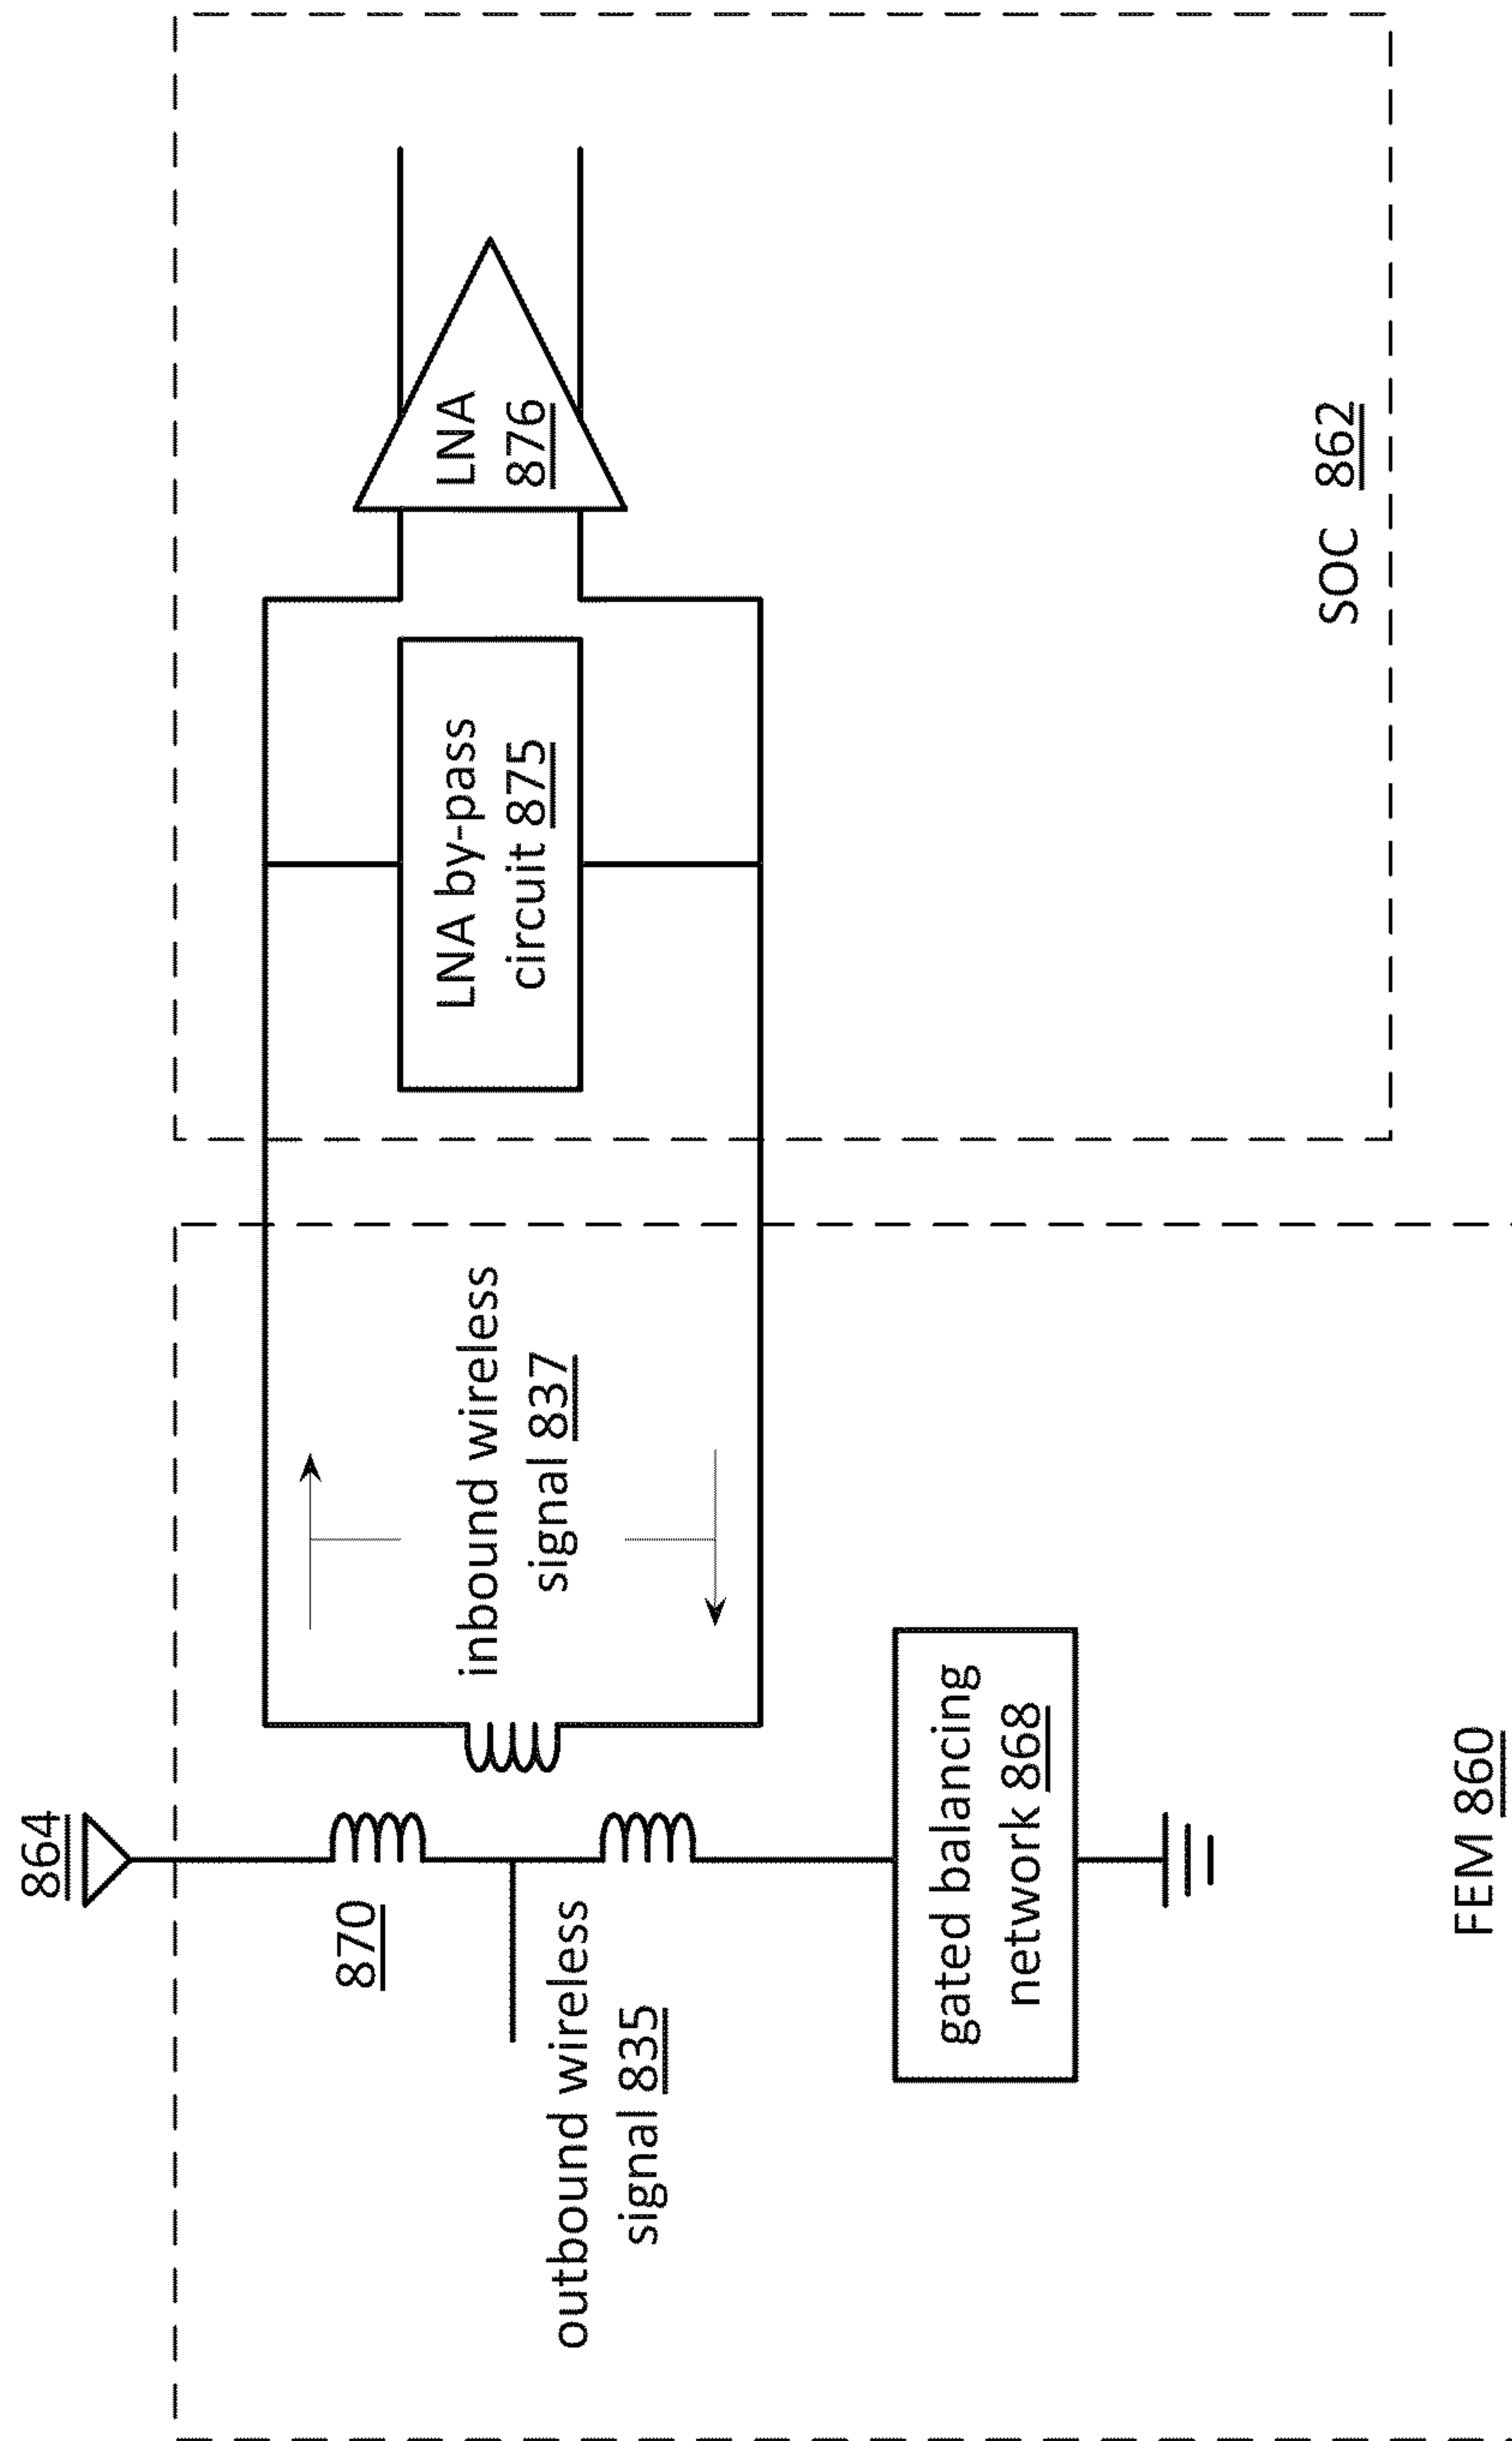 864
870
outbound wireless
signal 835
gated balancing
network 868
FEM 860
inbound wireless
signal 837
LNA by-pass
circuit 875
LNA
876
SOC 862